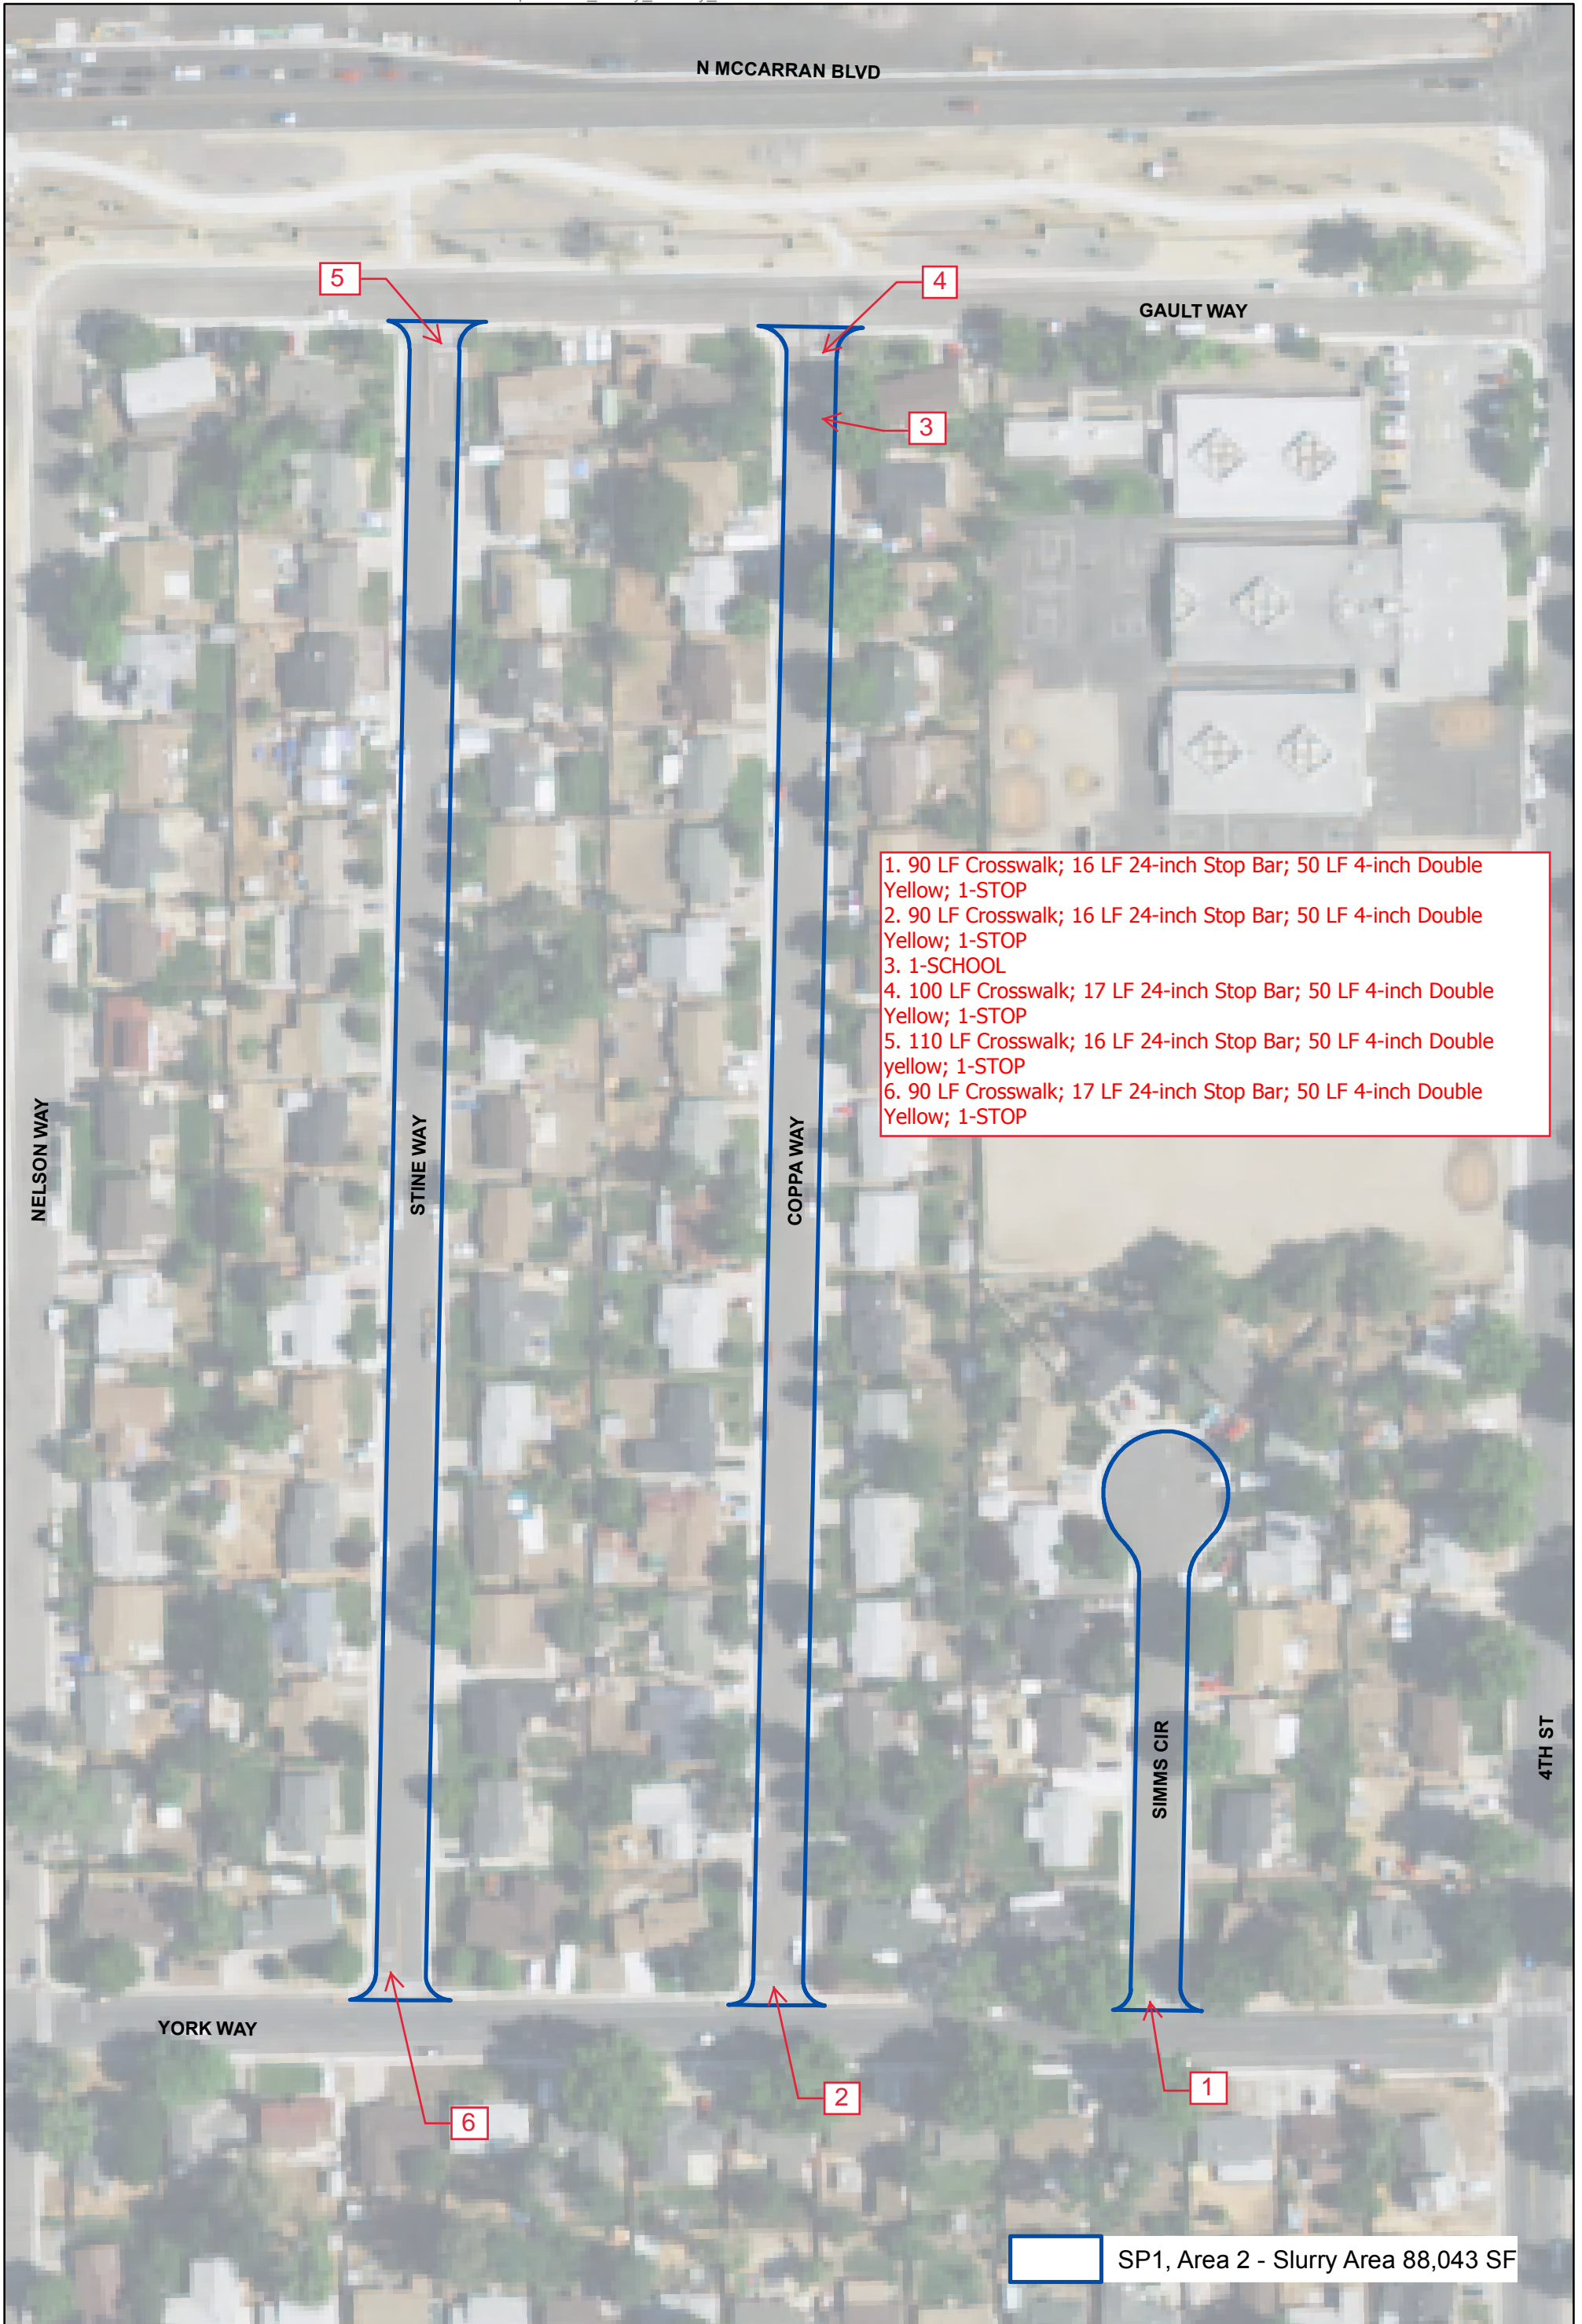 N MCCARRAN BLVD
5
4
GAULT WAY
3
1. 90 LF Crosswalk; 16 LF 24-inch Stop Bar; 50 LF 4-inch Double
Yellow; 1-STOP
2. 90 LF Crosswalk; 16 LF 24-inch Stop Bar; 50 LF 4-inch Double
Yellow; 1-STOP
3. 1-SCHOOL
4. 100 LF Crosswalk; 17 LF 24-inch Stop Bar; 50 LF 4-inch Double
Yellow; 1-STOP
5. 110 LF Crosswalk; 16 LF 24-inch Stop Bar; 50 LF 4-inch Double
yellow; 1-STOP
6. 90 LF Crosswalk; 17 LF 24-inch Stop Bar; 50 LF 4-inch Double
Yellow; 1-STOP
NELSON WAY
STINE WAY
COPPA WAY
SIMMS CIR
4TH ST
YORK WAY
1
2
6
SP1, Area 2 - Slurry Area 88,043 SF